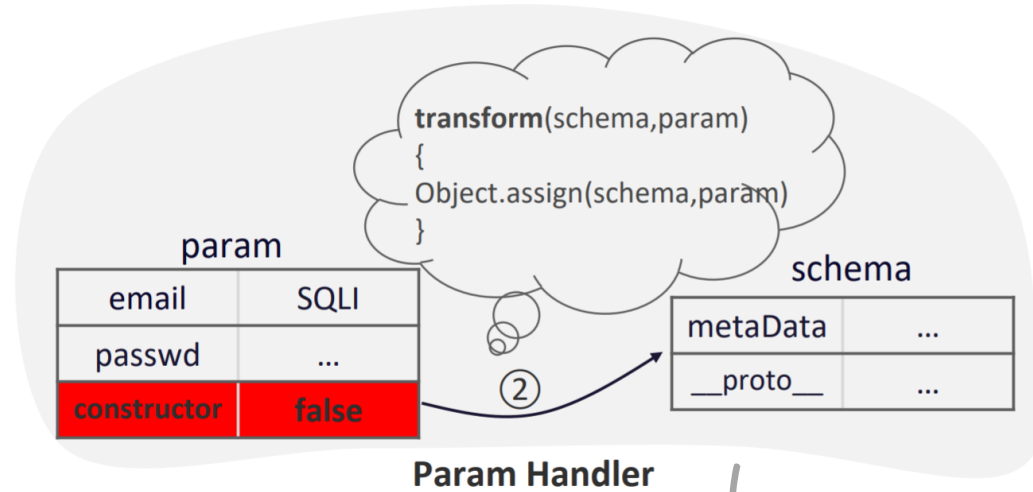 transform(schema,param)
{
Object.assign(schema,param)
}
param
email SQLI
passwd ...
constructor false
②
schema
metaData ...
__proto__ ...
Param Handler